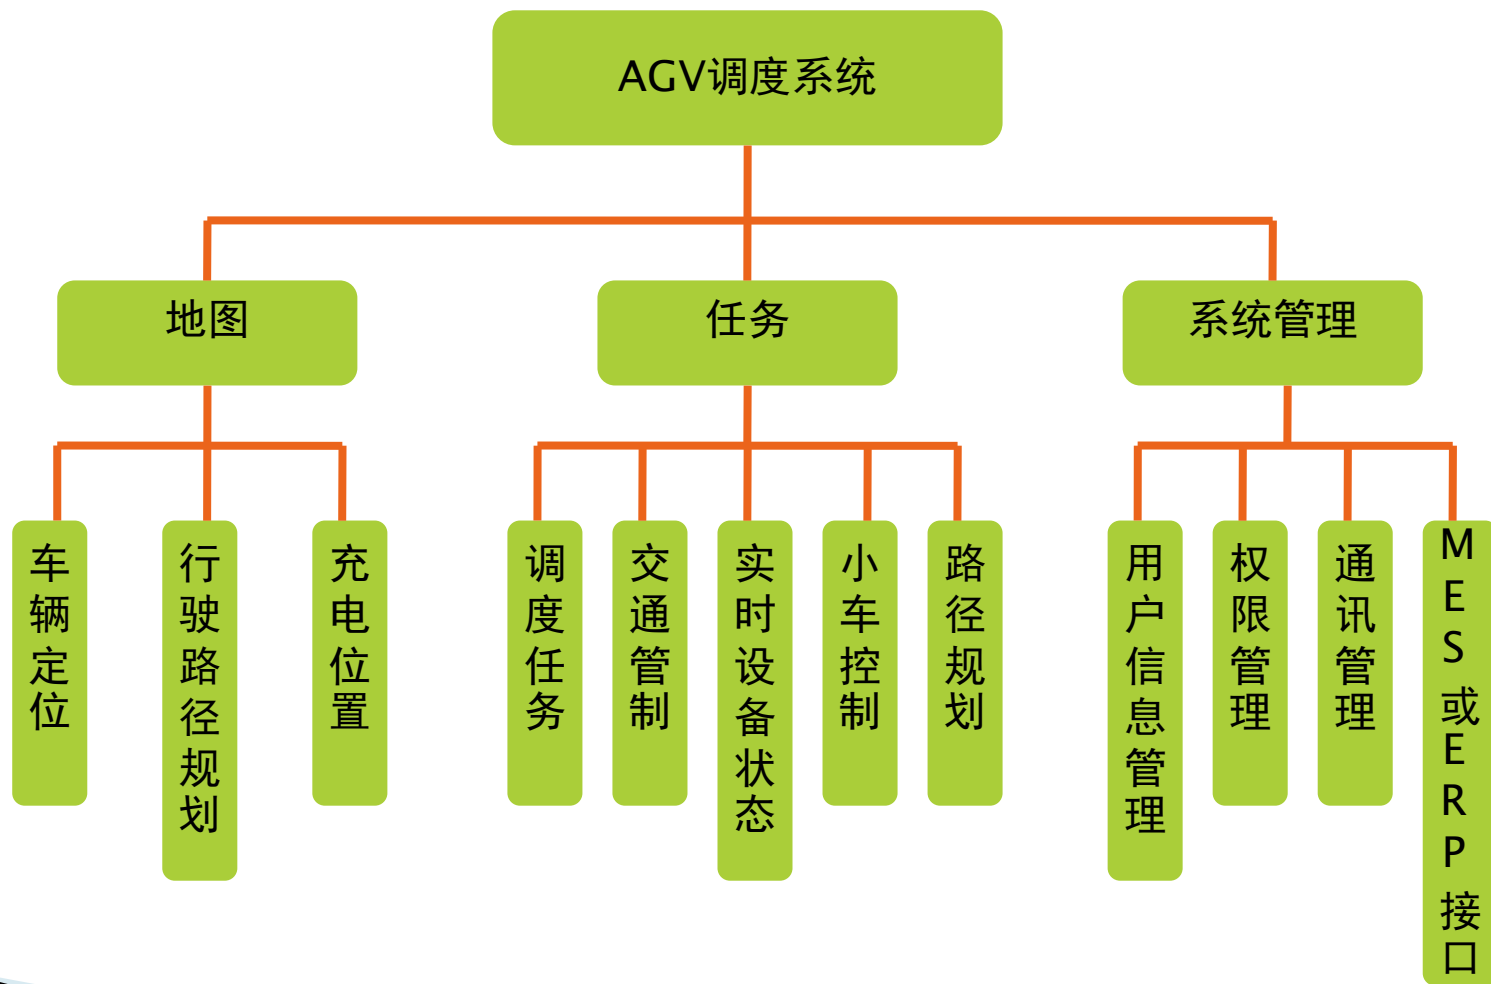 AGV调度系统
地图
任务
系统管理
车辆定位
行驶路径规划
充电位置
调度任务
交通管制
实时设备状态
小车控制
路径规划
用户信息管理
权限管理
通讯管理
MES或ERP接口